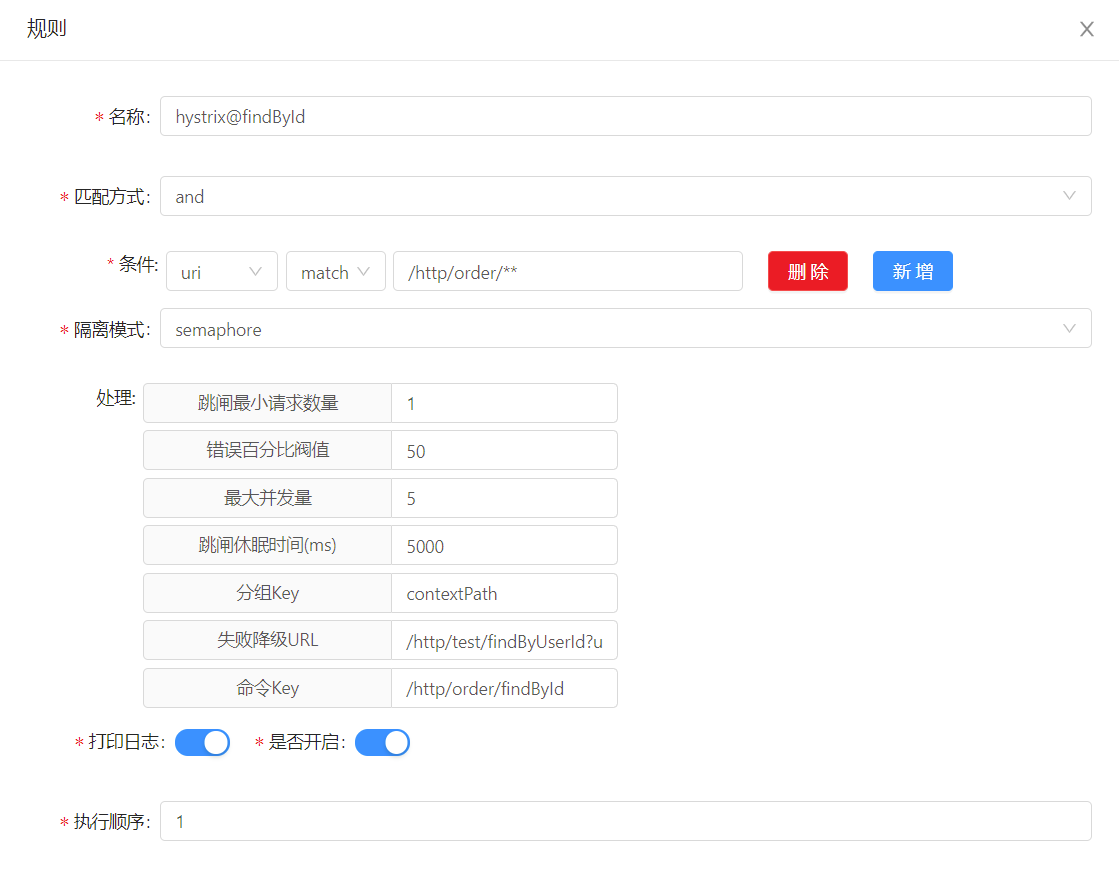 规则
* 名称: hystrix@findById
* 匹配方式: and
* 条件: uri match /http/order/** 删 除 新 增
* 隔离模式: semaphore
处理: 跳闸最小请求数量 1
错误百分比阀值 50
最大并发量 5
跳闸休眠时间(ms) 5000
分组Key contextPath
失败降级URL /http/test/findByUserId?u
命令Key /http/order/findById
* 打印日志: * 是否开启:
* 执行顺序: 1